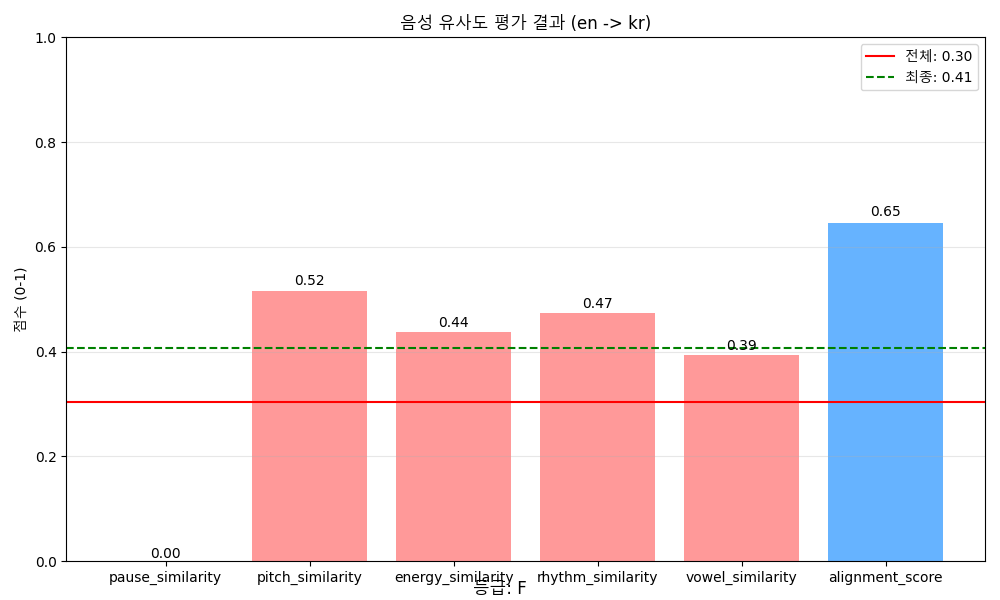 음성 유사도 평가 결과 (en -> kr)
전체: 0.30
최종: 0.41
점수 (0-1)
1.0
0.8
0.6
0.4
0.2
0.0
0.00
0.52
0.44
0.47
0.39
0.65
pause_similarity
pitch_similarity
energy_similarity
rhythm_similarity
vowel_similarity
alignment_score
등급: F